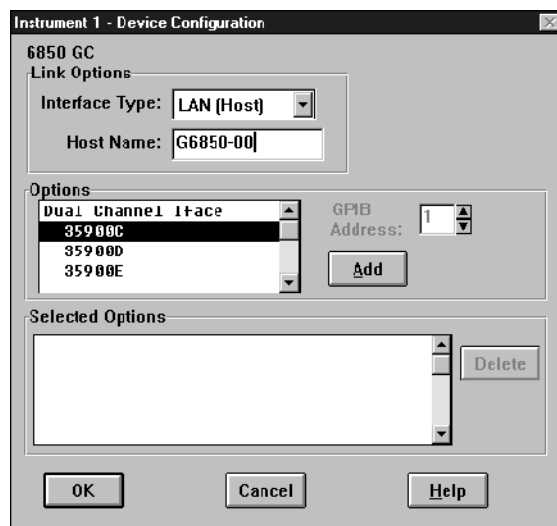 Instrument 1 - Device Configuration
6850 GC
Link Options
Interface Type: LAN (Host)
Host Name: G6850-00
Options
Dual Channel Iface
35900C
35900D
35900E
GPIB
Address: 1
Add
Selected Options
Delete
OK Cancel Help